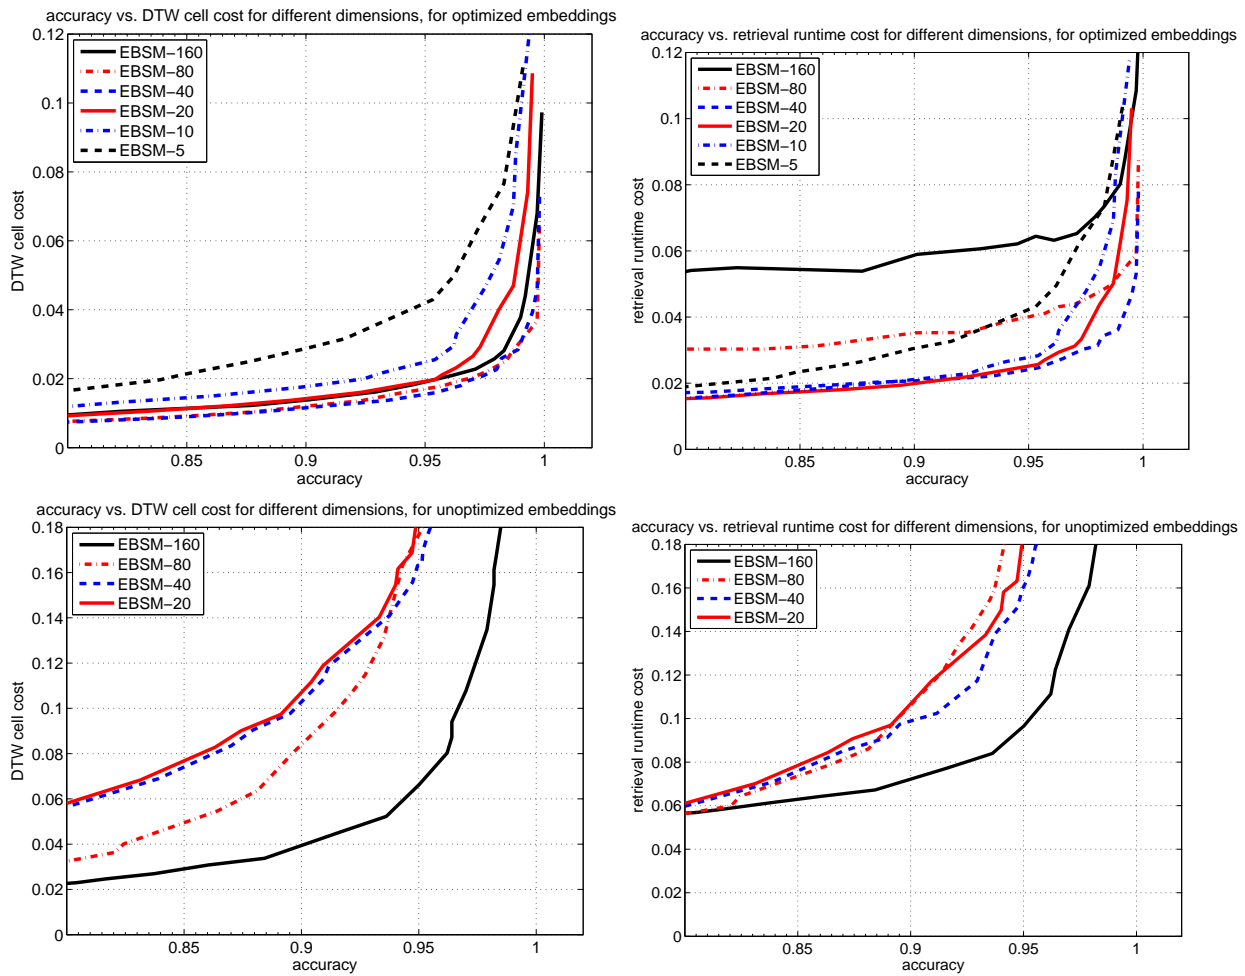 accuracy vs. DTW cell cost for different dimensions, for optimized embeddings
0.12
0.1
0.08
0.06
0.04
0.02
0
DTW cell cost
EBSM−160
EBSM−80
EBSM−40
EBSM−20
EBSM−10
EBSM−5
0.85
0.9
0.95
1
accuracy
accuracy vs. retrieval runtime cost for different dimensions, for optimized embeddings
0.12
0.1
0.08
0.06
0.04
0.02
0
retrieval runtime cost
EBSM−160
EBSM−80
EBSM−40
EBSM−20
EBSM−10
EBSM−5
0.85
0.9
0.95
1
accuracy
accuracy vs. DTW cell cost for different dimensions, for unoptimized embeddings
0.18
0.16
0.14
0.12
0.1
0.08
0.06
0.04
0.02
0
DTW cell cost
EBSM−160
EBSM−80
EBSM−40
EBSM−20
0.85
0.9
0.95
1
accuracy
accuracy vs. retrieval runtime cost for different dimensions, for unoptimized embeddings
0.18
0.16
0.14
0.12
0.1
0.08
0.06
0.04
0.02
0
retrieval runtime cost
EBSM−160
EBSM−80
EBSM−40
EBSM−20
0.85
0.9
0.95
1
accuracy